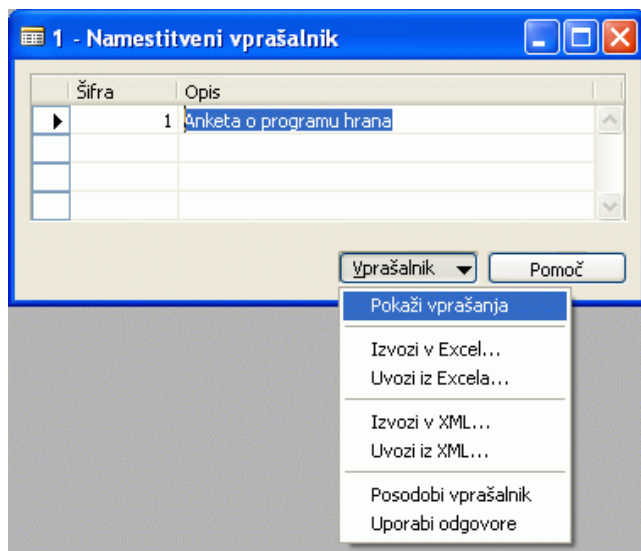 1 - Namestitveni vprašalnik
Šifra Opis
1 Anketa o programu hrana
Vprašalnik Pomoč
Pokaži vprašanja
Izvozi v Excel...
Uvozi iz Excela...
Izvozi v XML...
Uvozi iz XML...
Posodobi vprašalnik
Uporabi odgovore